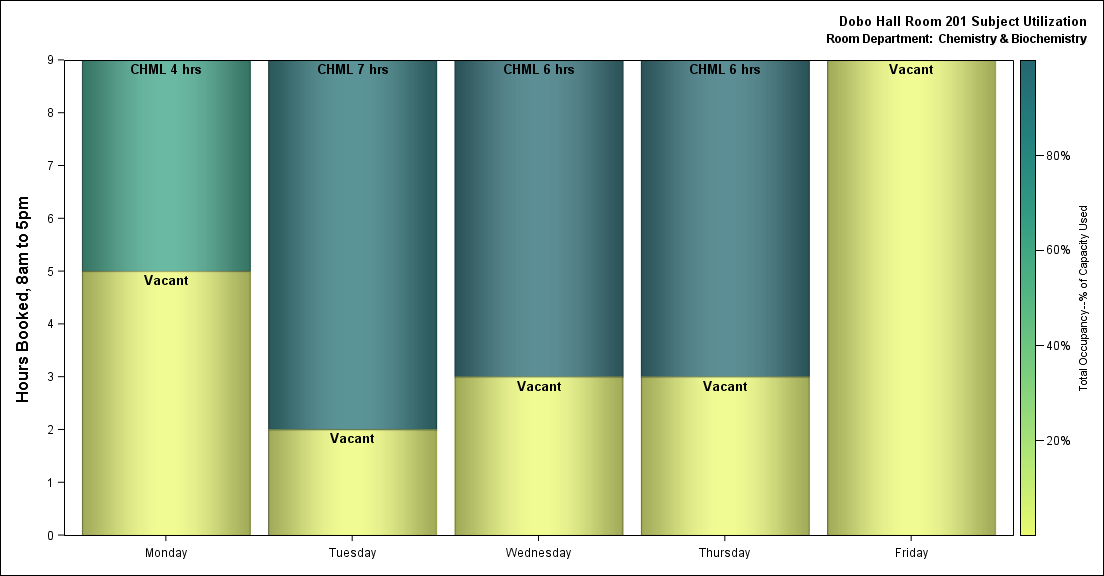 Dobo Hall Room 201 Subject Utilization
Room Department: Chemistry & Biochemistry
Hours Booked, 8am to 5pm
9
8
7
6
5
4
3
2
1
0
CHML 4 hrs
Vacant
CHML 7 hrs
Vacant
CHML 6 hrs
Vacant
CHML 6 hrs
Vacant
Vacant
Monday
Tuesday
Wednesday
Thursday
Friday
80%
60%
40%
20%
Total Occupancy--% of Capacity Used